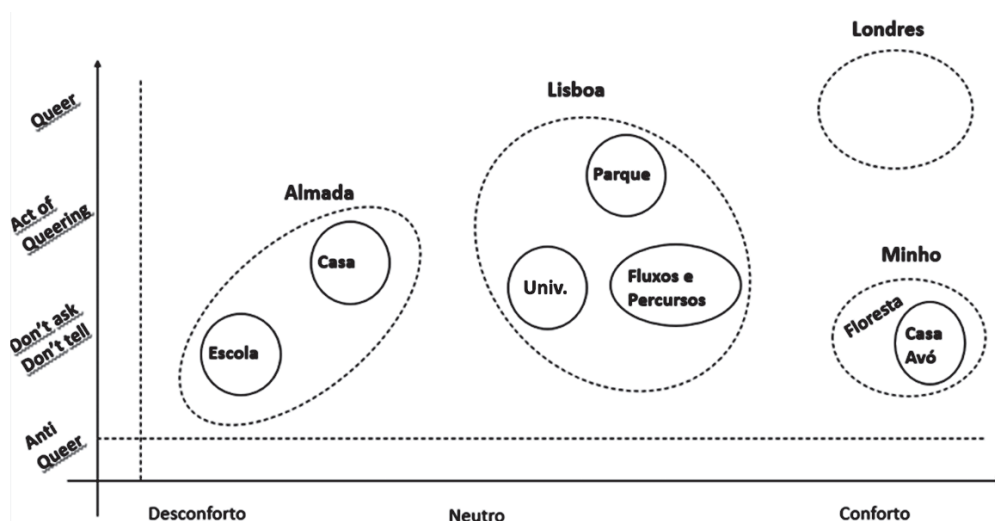 Londres
Queer
Lisboa
Parque
Act of
Queering
Almada
Casa
Minho
Univ.
Fluxos e
Percursos
Floresta
Casa
Avó
Don't ask
Don't tell
Escola
Anti
Queer
Desconforto
Neutro
Conforto